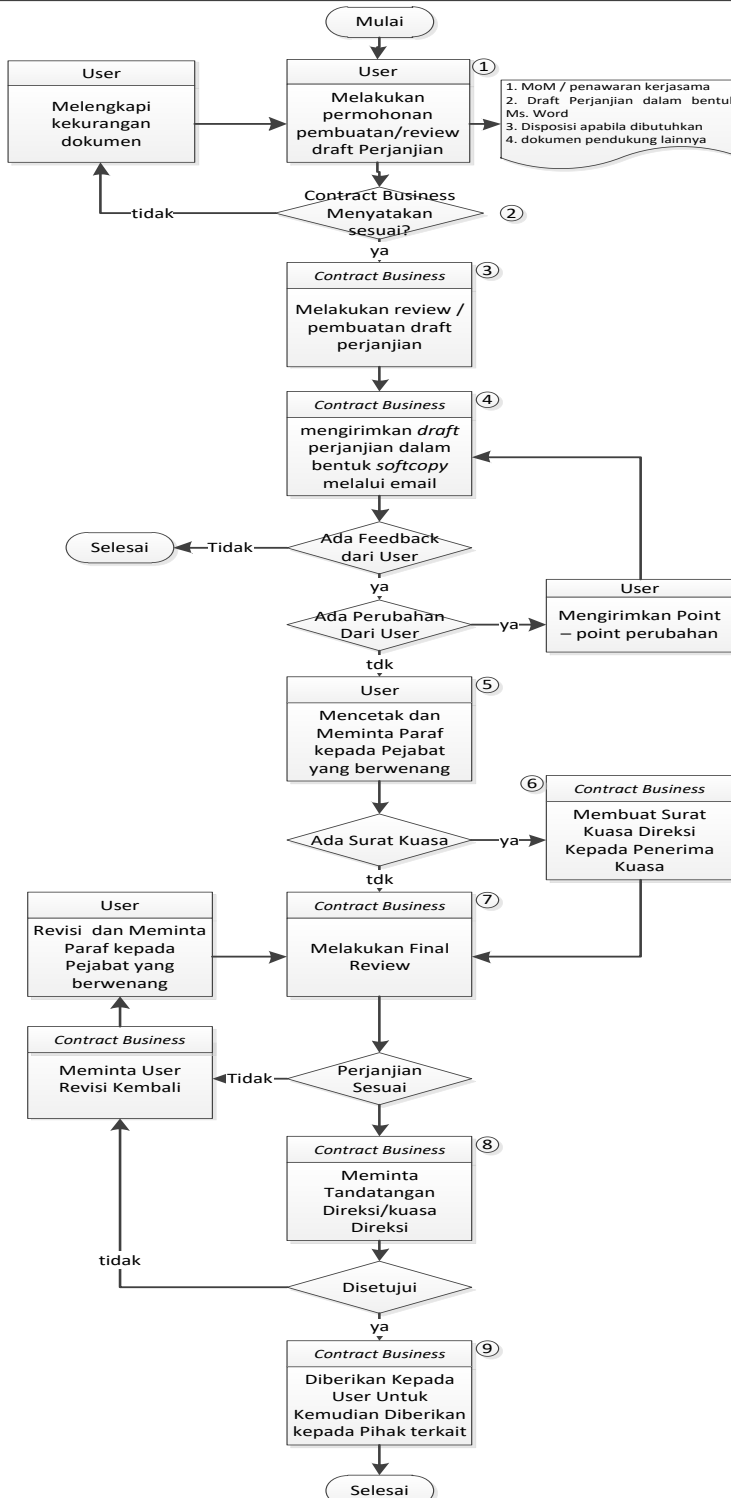 Mulai
User
Melengkapi
kekurangan
dokumen
User
Melakukan
permohonan
pembuatan/review
draft Perjanjian
1
1. MoM / penawaran kerjasama
2. Draft Perjanjian dalam bentuk
Ms. Word
3. Disposisi apabila dibutuhkan
4. dokumen pendukung lainnya
Contract Business
Menyatakan
sesuai?
2
tidak
ya
Contract Business
3
Melakukan review /
pembuatan draft
perjanjian
Contract Business
4
mengirimkan draft
perjanjian dalam
bentuk softcopy
melalui email
Ada Feedback
dari User
Tidak
Selesai
ya
Ada Perubahan
Dari User
ya
User
Mengirimkan Point
– point perubahan
tdk
User
5
Mencetak dan
Meminta Paraf
kepada Pejabat
yang berwenang
Ada Surat Kuasa
ya
6
Contract Business
Membuat Surat
Kuasa Direksi
Kepada Penerima
Kuasa
tdk
User
Revisi dan Meminta
Paraf kepada
Pejabat yang
berwenang
Contract Business
7
Melakukan Final
Review
Contract Business
Meminta User
Revisi Kembali
Tidak
Perjanjian
Sesuai
Contract Business
8
Meminta
Tandatangan
Direksi/kuasa
Direksi
tidak
Disetujui
ya
Contract Business
9
Diberikan Kepada
User Untuk
Kemudian Diberikan
kepada Pihak terkait
Selesai